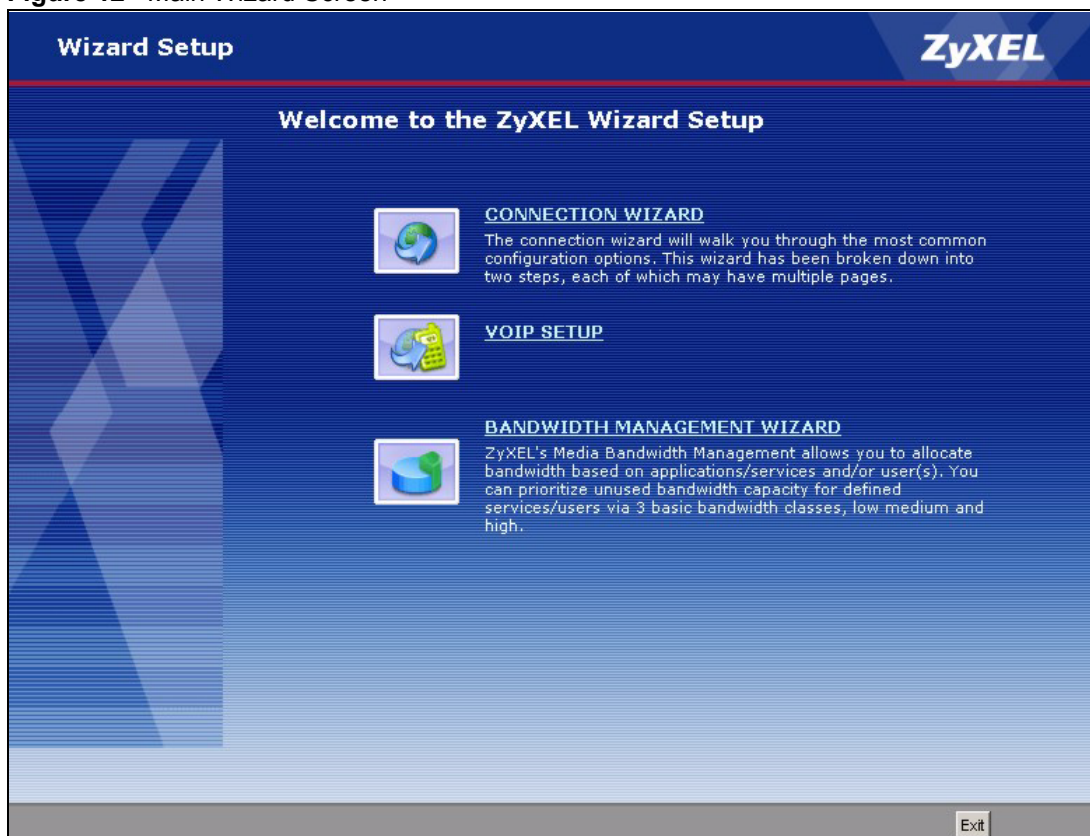 Main Wizard Screen
Wizard Setup
ZyXEL
Welcome to the ZyXEL Wizard Setup
CONNECTION WIZARD
The connection wizard will walk you through the most common
configuration options. This wizard has been broken down into
two steps, each of which may have multiple pages.
VOIP SETUP
BANDWIDTH MANAGEMENT WIZARD
ZyXEL's Media Bandwidth Management allows you to allocate
bandwidth based on applications/services and/or user(s). You
can prioritize unused bandwidth capacity for defined
services/users via 3 basic bandwidth classes, low medium and
high.
Exit